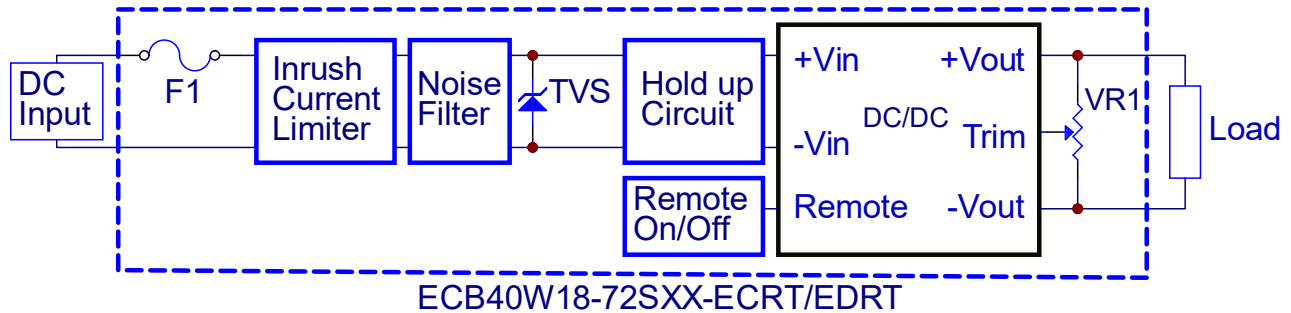 DC
Input
F1
Inrush
Current
Limiter
Noise
Filter
TVS
Hold up
Circuit
Remote
On/Off
+Vin
-Vin
Remote
DC/DC
+Vout
Trim
-Vout
VR1
Load
ECB40W18-72SXX-ECRT/EDRT